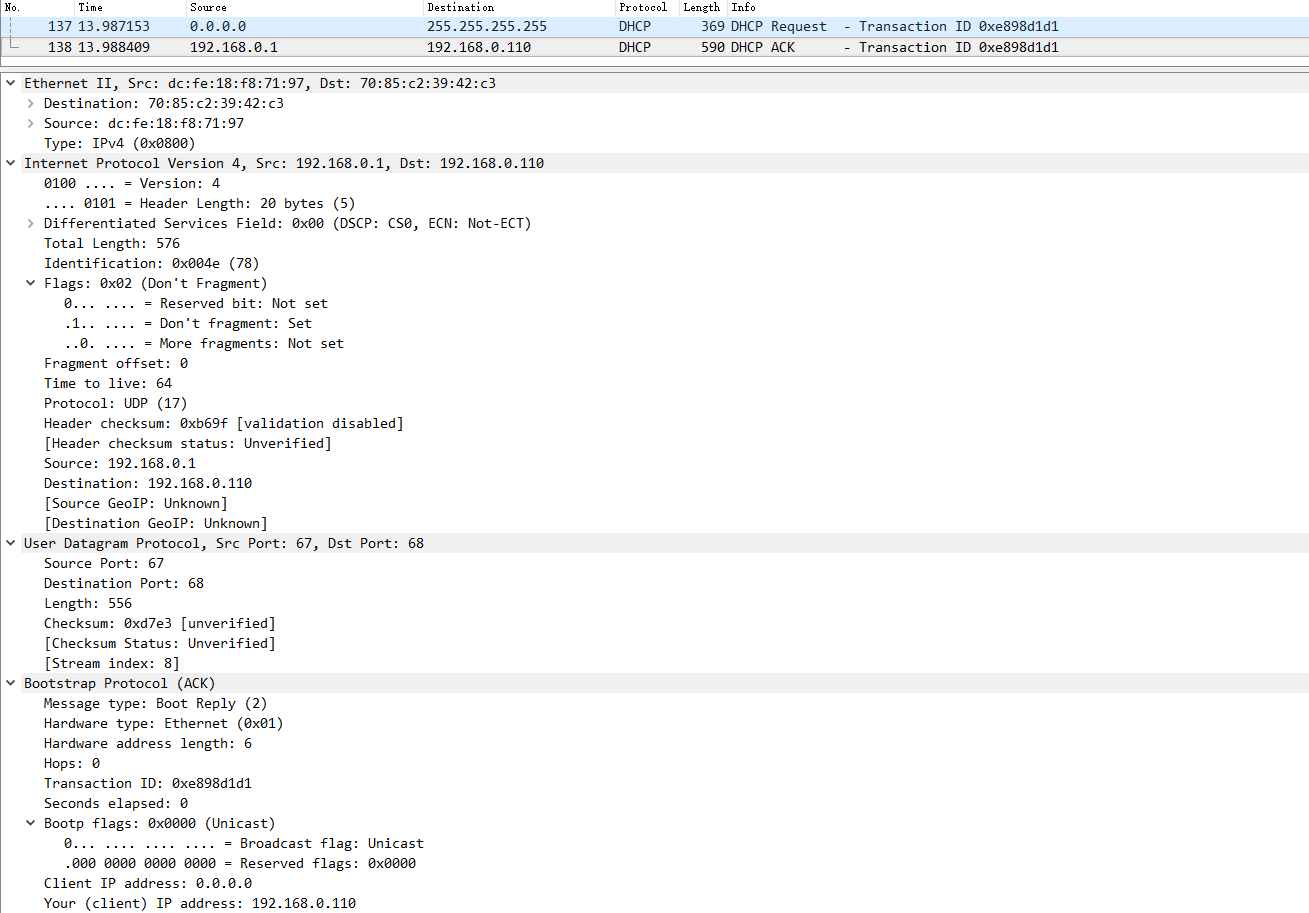 No. Time Source Destination Protocol Length Info
137 13.987153 0.0.0.0 255.255.255.255 DHCP 369 DHCP Request - Transaction ID 0xe898d1d1
138 13.988409 192.168.0.1 192.168.0.110 DHCP 590 DHCP ACK - Transaction ID 0xe898d1d1
Ethernet II, Src: dc:fe:18:f8:71:97, Dst: 70:85:c2:39:42:c3
Destination: 70:85:c2:39:42:c3
Source: dc:fe:18:f8:71:97
Type: IPv4 (0x0800)
Internet Protocol Version 4, Src: 192.168.0.1, Dst: 192.168.0.110
0100 .... = Version: 4
.... 0101 = Header Length: 20 bytes (5)
Differentiated Services Field: 0x00 (DSCP: CS0, ECN: Not-ECT)
Total Length: 576
Identification: 0x004e (78)
Flags: 0x02 (Don't Fragment)
0... .... = Reserved bit: Not set
.1.. .... = Don't fragment: Set
..0. .... = More fragments: Not set
Fragment offset: 0
Time to live: 64
Protocol: UDP (17)
Header checksum: 0xb69f [validation disabled]
[Header checksum status: Unverified]
Source: 192.168.0.1
Destination: 192.168.0.110
[Source GeoIP: Unknown]
[Destination GeoIP: Unknown]
User Datagram Protocol, Src Port: 67, Dst Port: 68
Source Port: 67
Destination Port: 68
Length: 556
Checksum: 0xd7e3 [unverified]
[Checksum Status: Unverified]
[Stream index: 8]
Bootstrap Protocol (ACK)
Message type: Boot Reply (2)
Hardware type: Ethernet (0x01)
Hardware address length: 6
Hops: 0
Transaction ID: 0xe898d1d1
Seconds elapsed: 0
Bootp flags: 0x0000 (Unicast)
0... .... .... .... = Broadcast flag: Unicast
.000 0000 0000 0000 = Reserved flags: 0x0000
Client IP address: 0.0.0.0
Your (client) IP address: 192.168.0.110